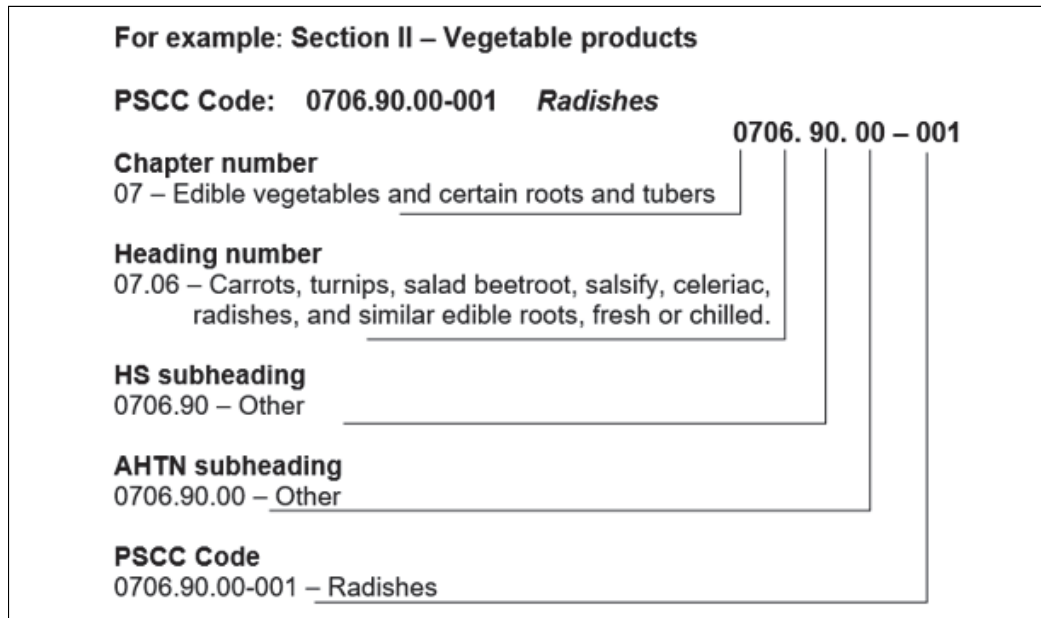 For example: Section II – Vegetable products
PSCC Code: 0706.90.00-001 Radishes
0706. 90. 00 – 001
Chapter number
07 – Edible vegetables and certain roots and tubers
Heading number
07.06 – Carrots, turnips, salad beetroot, salsify, celeriac,
radishes, and similar edible roots, fresh or chilled.
HS subheading
0706.90 – Other
AHTN subheading
0706.90.00 – Other
PSCC Code
0706.90.00-001 – Radishes